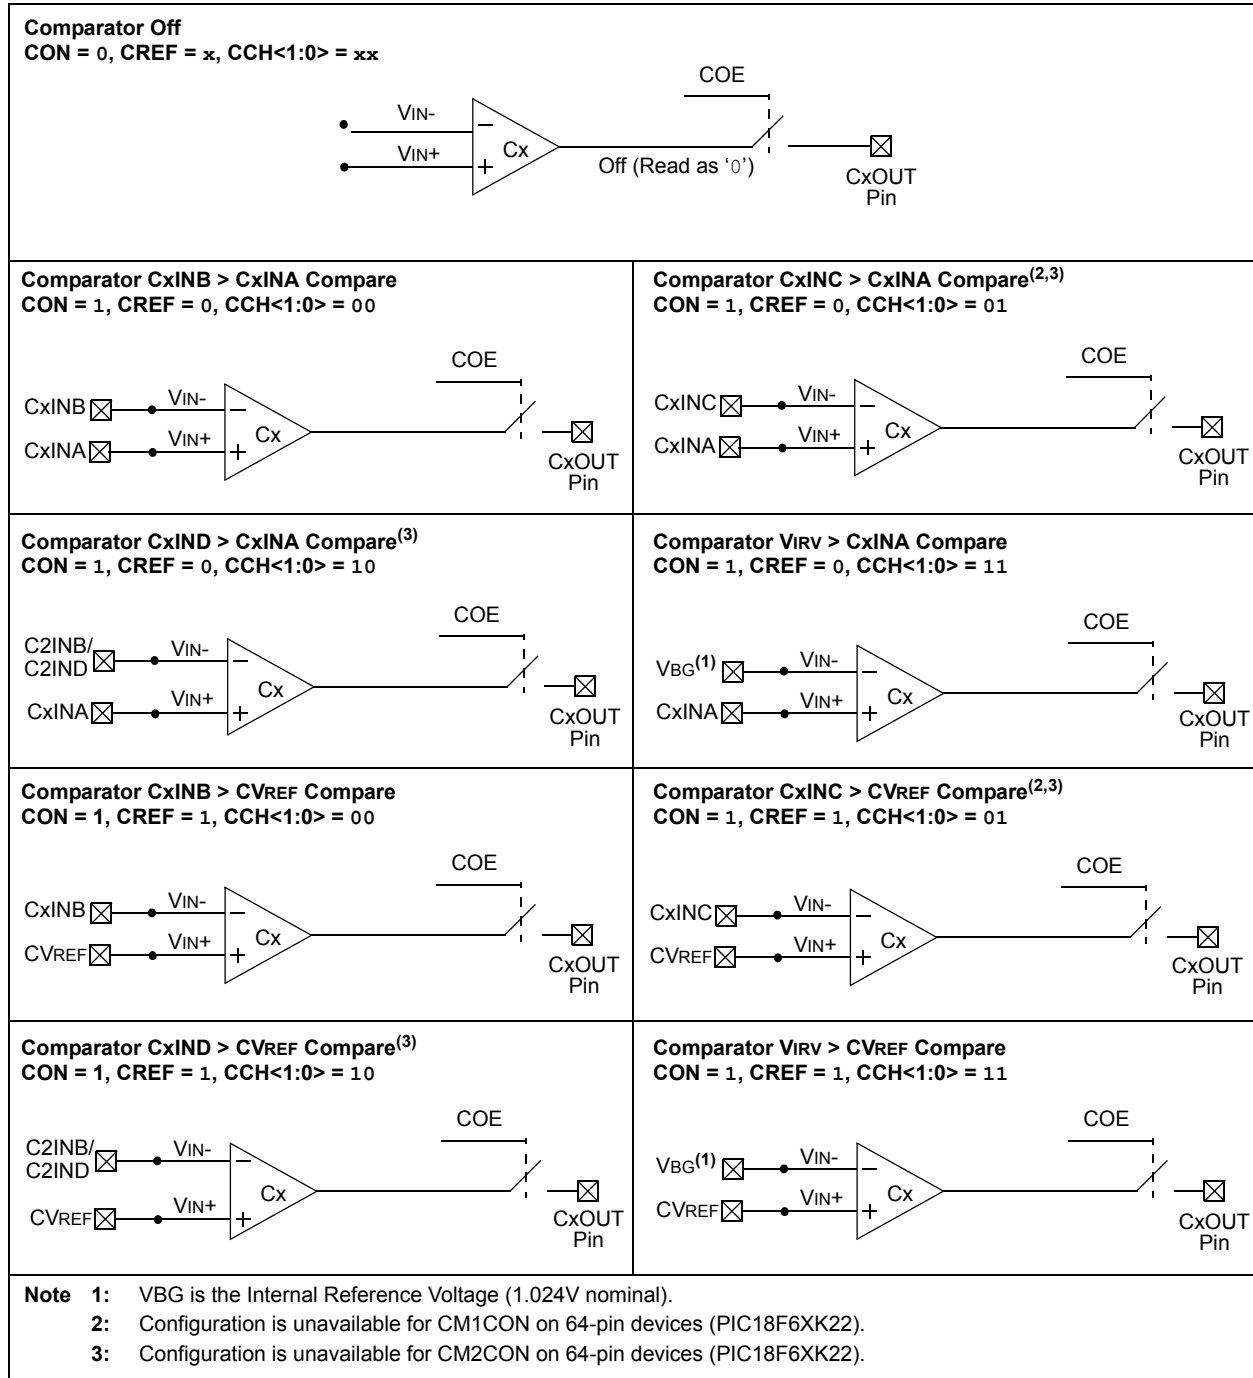 Comparator Off
CON = 0, CREF = x, CCH<1:0> = xx
COE
VIN-
VIN+
Cx
Off (Read as ‘0’)
CxOUT
Pin
Comparator CxINB > CxINA Compare
CON = 1, CREF = 0, CCH<1:0> = 00
COE
CxINB
VIN-
CxINA
VIN+
Cx
CxOUT
Pin
Comparator CxINC > CxINA Compare(2,3)
CON = 1, CREF = 0, CCH<1:0> = 01
COE
CxINC
VIN-
CxINA
VIN+
Cx
CxOUT
Pin
Comparator CxIND > CxINA Compare(3)
CON = 1, CREF = 0, CCH<1:0> = 10
COE
C2INB/
C2IND
VIN-
CxINA
VIN+
Cx
CxOUT
Pin
Comparator VIRV > CxINA Compare
CON = 1, CREF = 0, CCH<1:0> = 11
COE
VBG(1)
VIN-
CxINA
VIN+
Cx
CxOUT
Pin
Comparator CxINB > CVREF Compare
CON = 1, CREF = 1, CCH<1:0> = 00
COE
CxINB
VIN-
CVREF
VIN+
Cx
CxOUT
Pin
Comparator CxINC > CVREF Compare(2,3)
CON = 1, CREF = 1, CCH<1:0> = 01
COE
CxINC
VIN-
CVREF
VIN+
Cx
CxOUT
Pin
Comparator CxIND > CVREF Compare(3)
CON = 1, CREF = 1, CCH<1:0> = 10
COE
C2INB/
C2IND
VIN-
CVREF
VIN+
Cx
CxOUT
Pin
Comparator VIRV > CVREF Compare
CON = 1, CREF = 1, CCH<1:0> = 11
COE
VBG(1)
VIN-
CVREF
VIN+
Cx
CxOUT
Pin
Note 1: VBG is the Internal Reference Voltage (1.024V nominal).
2: Configuration is unavailable for CM1CON on 64-pin devices (PIC18F6XK22).
3: Configuration is unavailable for CM2CON on 64-pin devices (PIC18F6XK22).